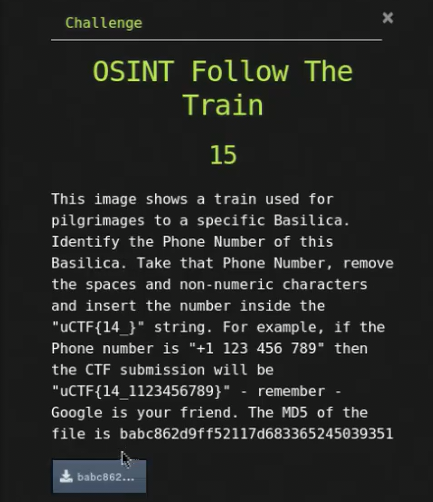 Challenge
×
OSINT Follow The
Train
15
This image shows a train used for
pilgrimages to a specific Basilica.
Identify the Phone Number of this
Basilica. Take that Phone Number, remove
the spaces and non-numeric characters
and insert the number inside the
"uCTF{14_}" string. For example, if the
Phone number is "+1 123 456 789" then
the CTF submission will be
"uCTF{14_1123456789}" - remember -
Google is your friend. The MD5 of the
file is babc862d9ff52117d683365245039351
babc862...